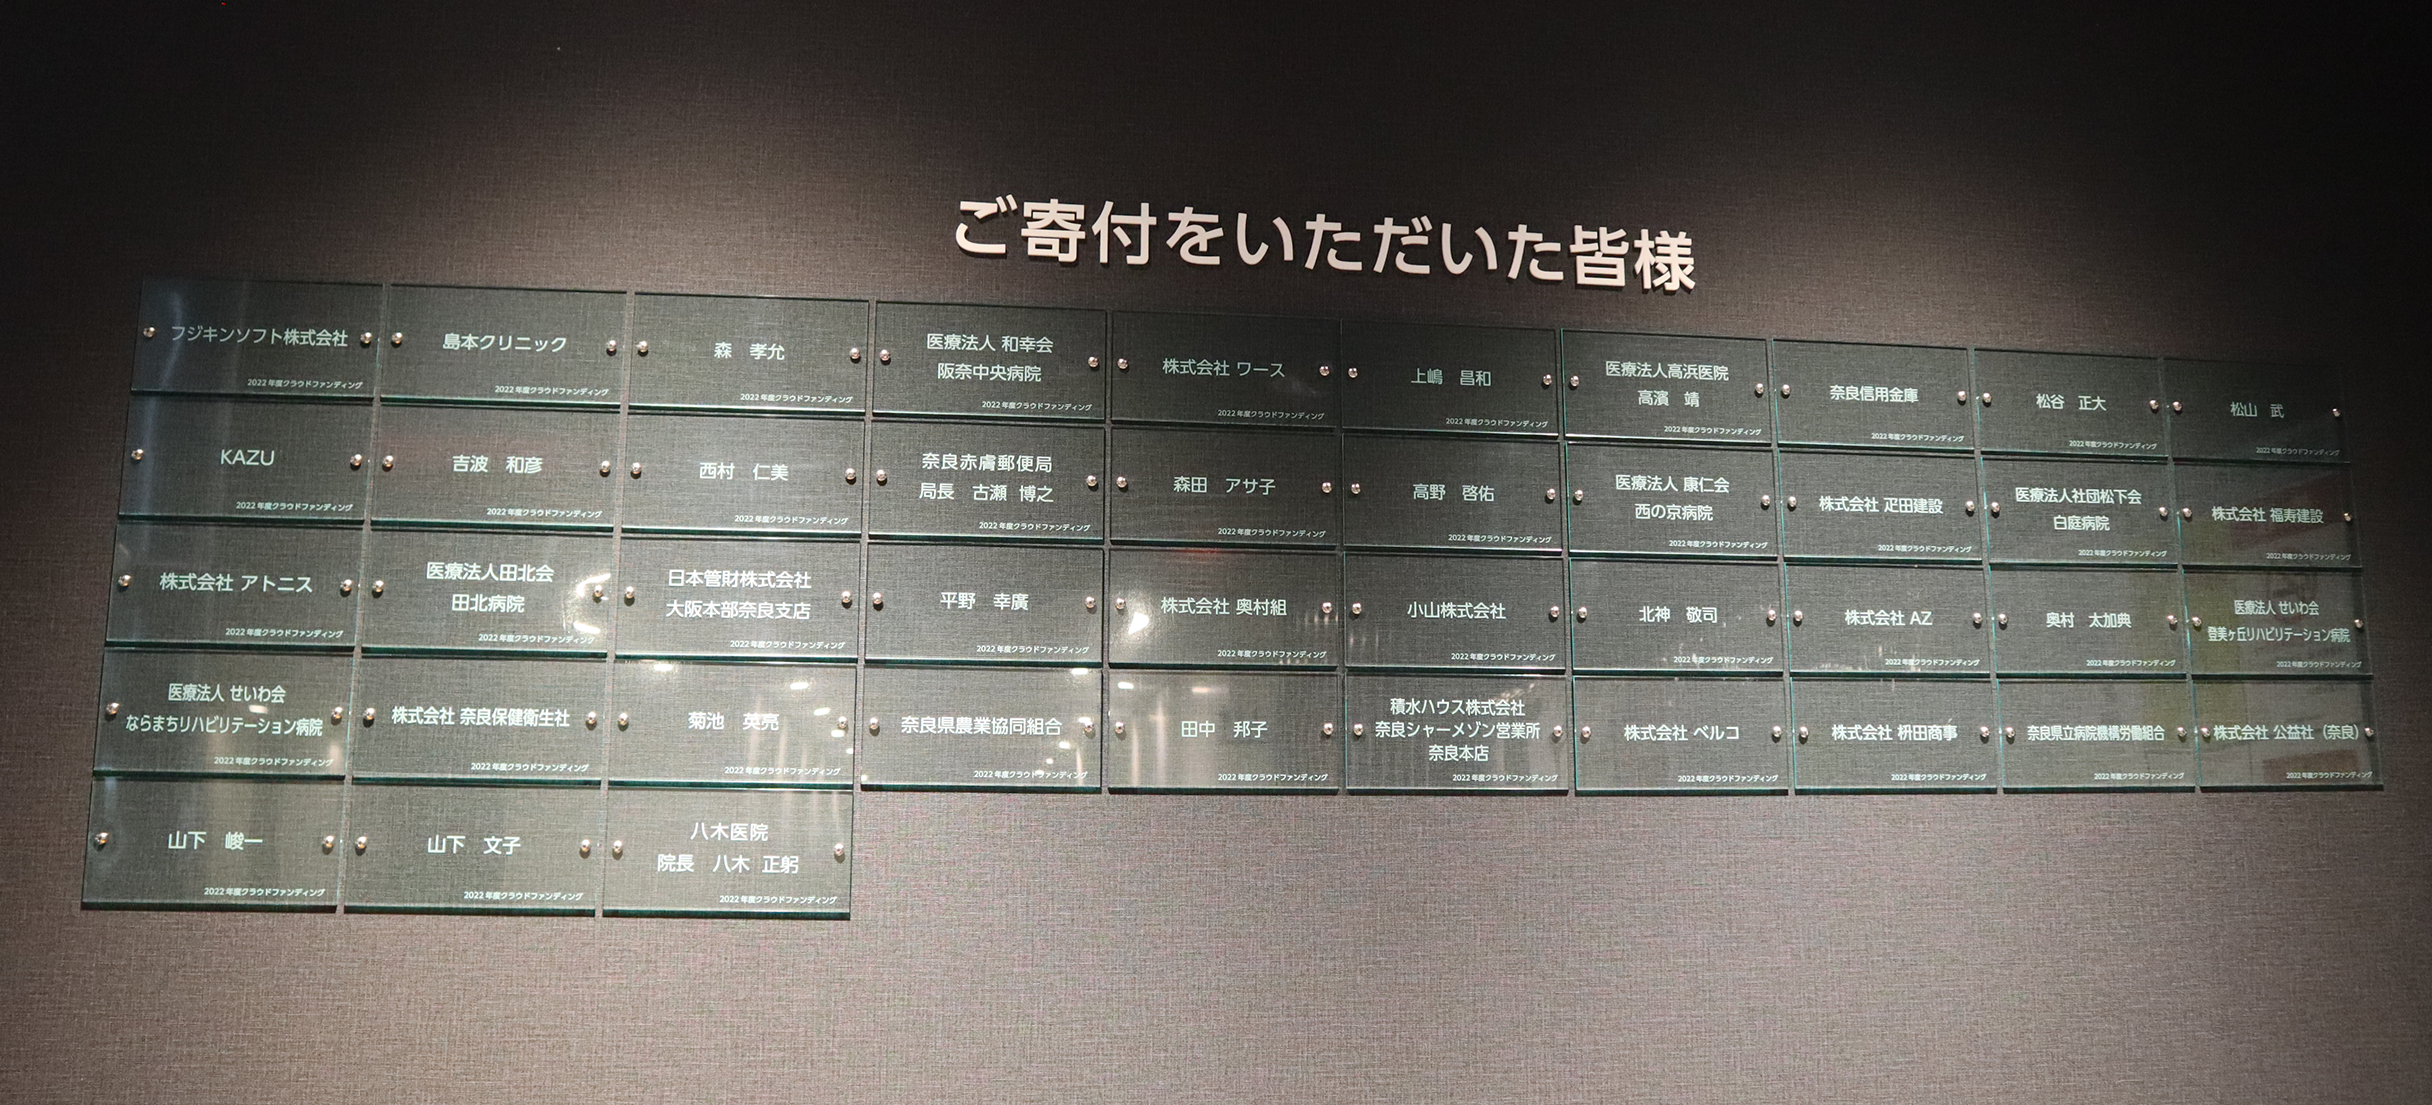 ご寄付をいただいた皆様
フジキンソフト株式会社
2022年度クラウドファンディング
島本クリニック
2022年度クラウドファンディング
森 孝允
2022年度クラウドファンディング
医療法人 和幸会
阪奈中央病院
2022年度クラウドファンディング
株式会社 ワース
2022年度クラウドファンディング
上嶋 昌和
2022年度クラウドファンディング
医療法人高浜医院
高濱 靖
2022年度クラウドファンディング
奈良信用金庫
2022年度クラウドファンディング
松谷 正大
2022年度クラウドファンディング
松山 武
2022年度クラウドファンディング
KAZU
2022年度クラウドファンディング
吉波 和彦
2022年度クラウドファンディング
西村 仁美
2022年度クラウドファンディング
奈良赤膚郵便局
局長 古瀬 博之
2022年度クラウドファンディング
森田 アサ子
2022年度クラウドファンディング
高野 啓佑
2022年度クラウドファンディング
医療法人 康仁会
西の京病院
2022年度クラウドファンディング
株式会社 疋田建設
2022年度クラウドファンディング
医療法人社団松下会
白庭病院
2022年度クラウドファンディング
株式会社 福寿建設
2022年度クラウドファンディング
株式会社 アトニス
2022年度クラウドファンディング
医療法人田北会
田北病院
2022年度クラウドファンディング
日本管財株式会社
大阪本部奈良支店
2022年度クラウドファンディング
平野 幸廣
2022年度クラウドファンディング
株式会社 奥村組
2022年度クラウドファンディング
小山株式会社
2022年度クラウドファンディング
北神 敬司
2022年度クラウドファンディング
株式会社 AZ
2022年度クラウドファンディング
奥村 太加典
2022年度クラウドファンディング
医療法人 せいわ会
登美ヶ丘リハビリテーション病院
2022年度クラウドファンディング
医療法人 せいわ会
ならまちリハビリテーション病院
2022年度クラウドファンディング
株式会社 奈良保健衛生社
2022年度クラウドファンディング
菊池 英亮
2022年度クラウドファンディング
奈良県農業協同組合
2022年度クラウドファンディング
田中 邦子
2022年度クラウドファンディング
積水ハウス株式会社
奈良シャーメゾン営業所
奈良本店
2022年度クラウドファンディング
株式会社 ベルコ
2022年度クラウドファンディング
株式会社 枡田商事
2022年度クラウドファンディング
奈良県立病院機構労働組合
2022年度クラウドファンディング
株式会社 公益社（奈良）
2022年度クラウドファンディング
山下 峻一
2022年度クラウドファンディング
山下 文子
2022年度クラウドファンディング
八木医院
院長 八木 正躬
2022年度クラウドファンディング